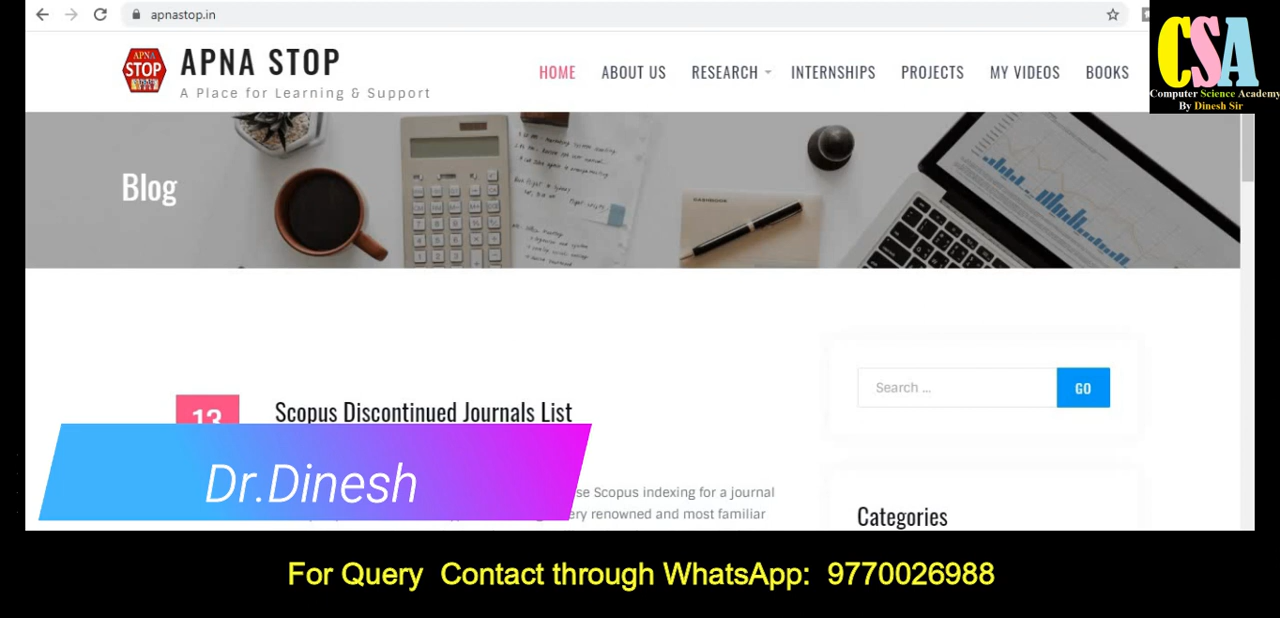 apnastop.in
APNA STOP
A Place for Learning & Support
APNA
STOP
HOME
ABOUT US
RESEARCH
INTERNSHIPS
PROJECTS
MY VIDEOS
BOOKS
CSA
Computer Science Academy
By Dinesh Sir
Blog
Search ...
GO
13
Scopus Discontinued Journals List
Dr.Dinesh
se Scopus indexing for a journal
ery renowned and most familiar
Categories
For Query Contact through WhatsApp: 9770026988